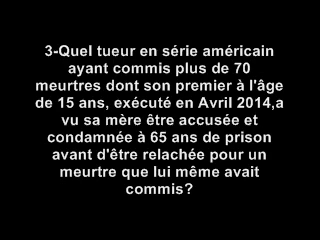 3-Quel tueur en série américain
ayant commis plus de 70
meurtres dont son premier à l'âge
de 15 ans, exécuté en Avril 2014,a
vu sa mère être accusée et
condamnée à 65 ans de prison
avant d'être relachée pour un
meurtre que lui même avait
commis?